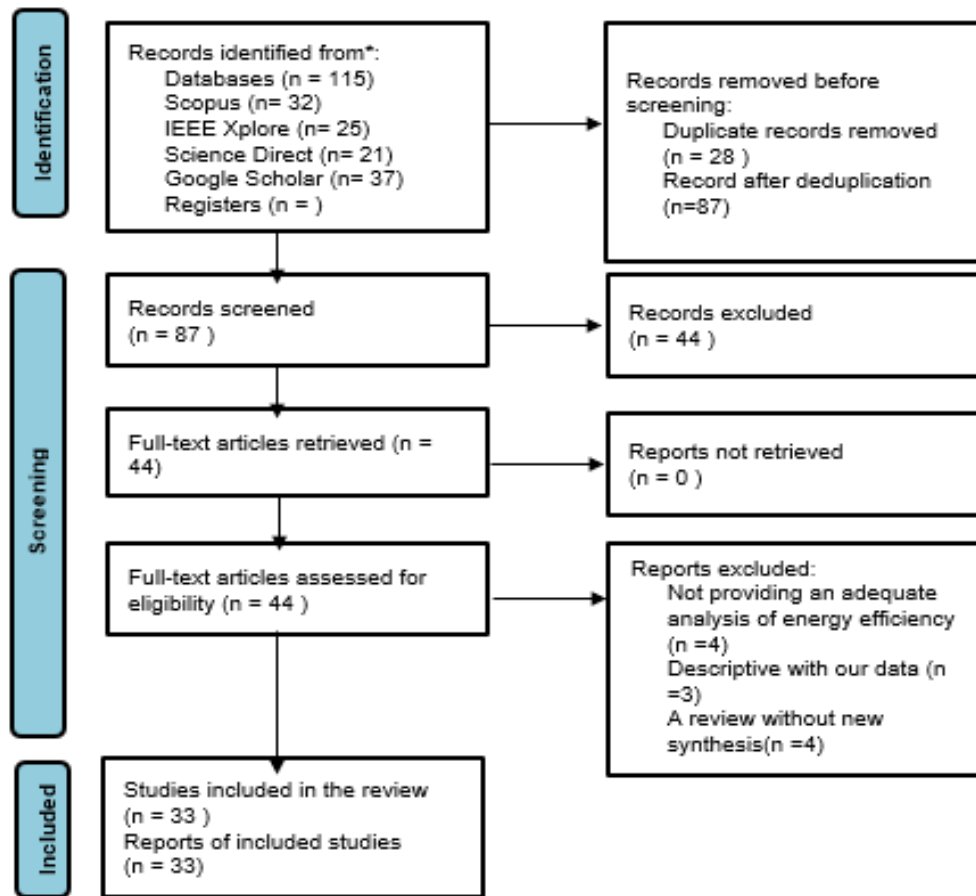 Identification
Records identified from*:
Databases (n = 115)
Scopus (n= 32)
IEEE Xplore (n= 25)
Science Direct (n= 21)
Google Scholar (n= 37)
Registers (n = )
Records removed before
screening:
Duplicate records removed
(n = 28 )
Record after deduplication
(n=87)
Screening
Records screened
(n = 87 )
Records excluded
(n = 44 )
Full-text articles retrieved (n =
44)
Reports not retrieved
(n = 0 )
Full-text articles assessed for
eligibility (n = 44 )
Reports excluded:
Not providing an adequate
analysis of energy efficiency
(n =4)
Descriptive with our data (n
=3)
A review without new
synthesis(n =4)
Included
Studies included in the review
(n = 33 )
Reports of included studies
(n = 33)